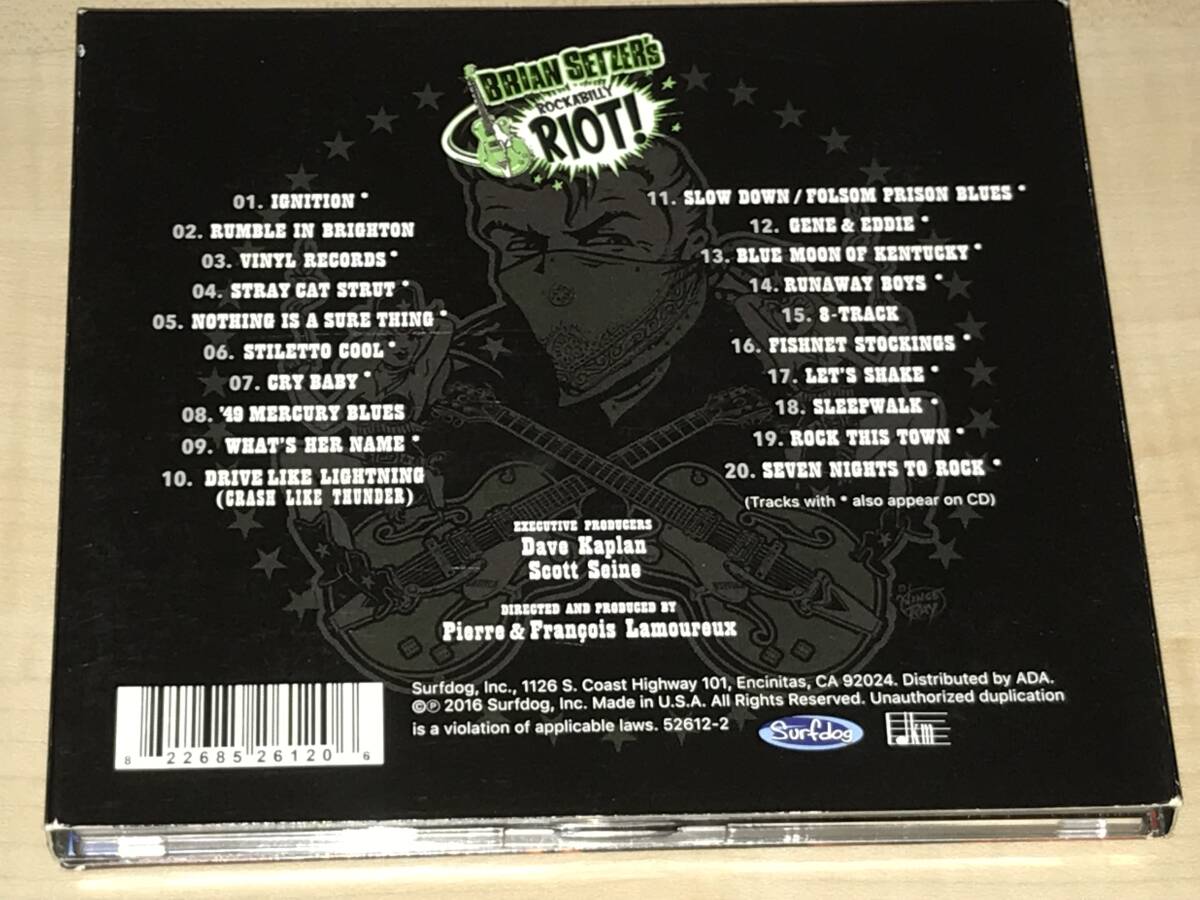 BRIAN SETZER'S
ROCKABILLY
RIOT!
01. IGNITION *
02. RUMBLE IN BRIGHTON
03. VINYL RECORDS *
04. STRAY CAT STRUT *
05. NOTHING IS A SURE THING *
06. STILETTO COOL *
07. CRY BABY *
08. '49 MERCURY BLUES
09. WHAT'S HER NAME *
10. DRIVE LIKE LIGHTNING
(CRASH LIKE THUNDER)
11. SLOW DOWN / FOLSOM PRISON BLUES *
12. GENE & EDDIE *
13. BLUE MOON OF KENTUCKY *
14. RUNAWAY BOYS *
15. 8-TRACK
16. FISHNET STOCKINGS *
17. LET'S SHAKE *
18. SLEEPWALK *
19. ROCK THIS TOWN *
20. SEVEN NIGHTS TO ROCK *
(Tracks with * also appear on CD)
EXECUTIVE PRODUCERS
Dave Kaplan
Scott Seine
DIRECTED AND PRODUCED BY
Pierre & François Lamoureux
VINCE RAY
Surfdog, Inc., 1126 S. Coast Highway 101, Encinitas, CA 92024. Distributed by ADA.
©℗ 2016 Surfdog, Inc. Made in U.S.A. All Rights Reserved. Unauthorized duplication
is a violation of applicable laws. 52612-2
Surfdog
dkm
8 22685 26120 6